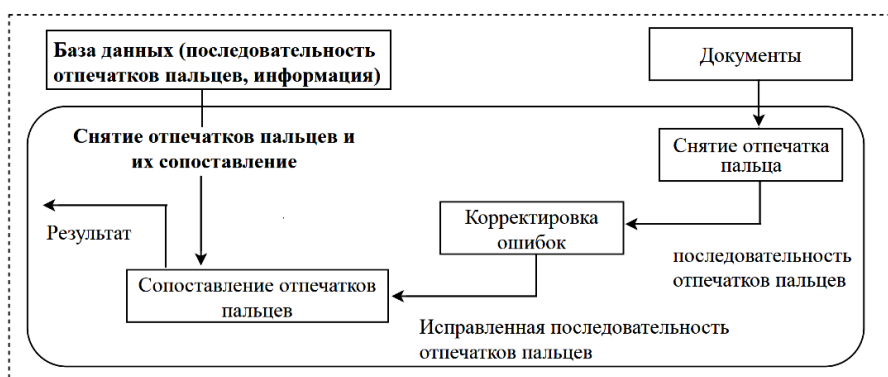 База данных (последовательность
отпечатков пальцев, информация)
Документы
Снятие отпечатков пальцев и
их сопоставление
Снятие отпечатка
пальца
Корректировка
ошибок
Результат
последовательность
отпечатков пальцев
Сопоставление отпечатков
пальцев
Исправленная последовательность
отпечатков пальцев